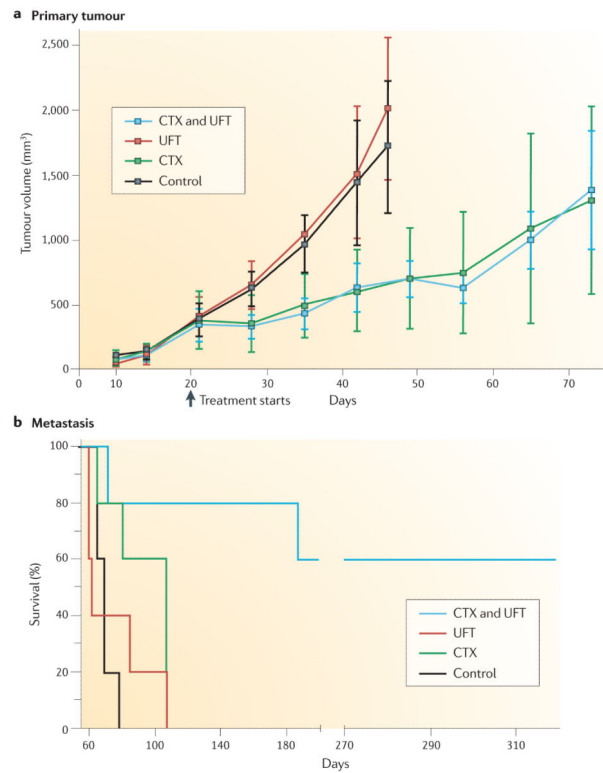 a Primary tumour
2,500
2,000
1,500
1,000
500
0
Tumour volume (mm³)
CTX and UFT
UFT
CTX
Control
0 10 20 30 40 50 60 70
Treatment starts
Days
b Metastasis
100
80
60
40
20
0
Survival (%)
CTX and UFT
UFT
CTX
Control
60 100 140 180 270 290 310
Days